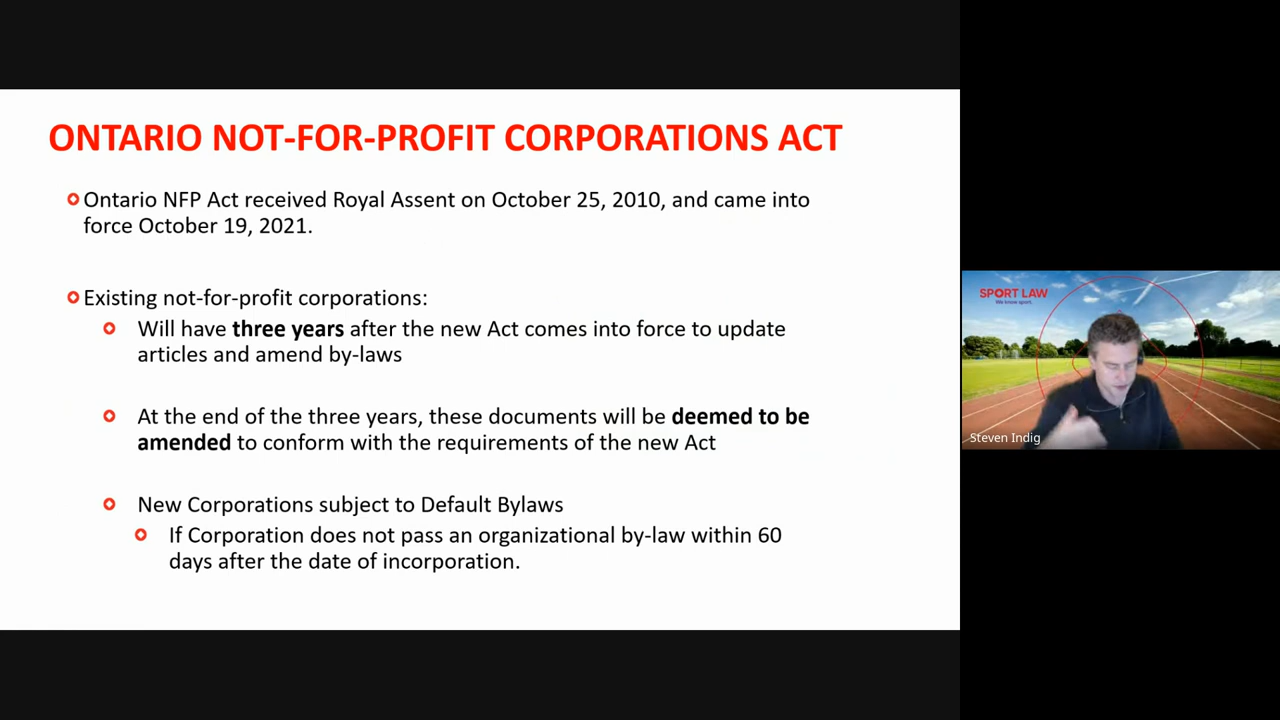 ONTARIO NOT-FOR-PROFIT CORPORATIONS ACT
Ontario NFP Act received Royal Assent on October 25, 2010, and came into
force October 19, 2021.
Existing not-for-profit corporations:
Will have three years after the new Act comes into force to update
articles and amend by-laws
At the end of the three years, these documents will be deemed to be
amended to conform with the requirements of the new Act
New Corporations subject to Default Bylaws
If Corporation does not pass an organizational by-law within 60
days after the date of incorporation.
SPORT LAW
We know sport.
Steven Indig